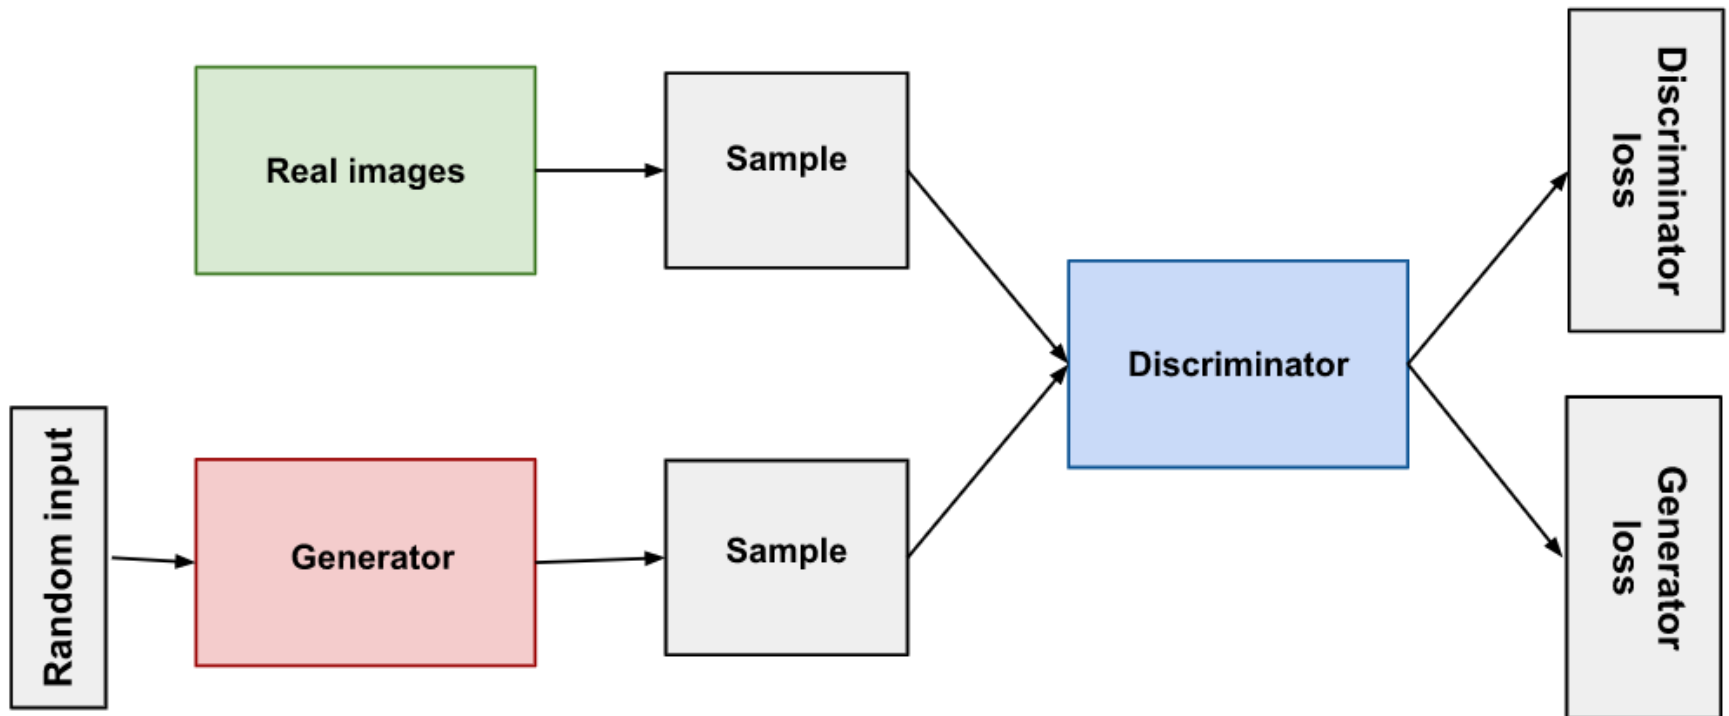 Real images
Sample
Discriminator
loss
Discriminator
Random input
Generator
Sample
Generator
loss